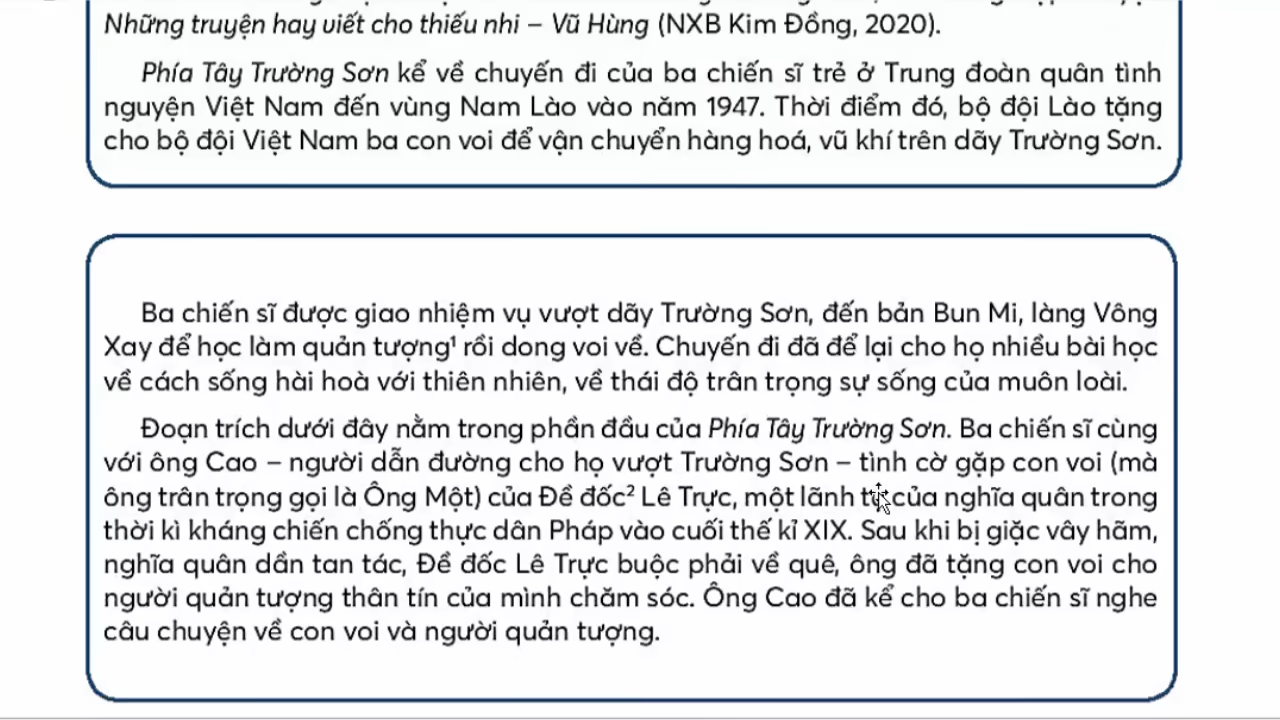 Những truyện hay viết cho thiếu nhi – Vũ Hùng (NXB Kim Đồng, 2020).
Phía Tây Trường Sơn kể về chuyến đi của ba chiến sĩ trẻ ở Trung đoàn quân tình
nguyện Việt Nam đến vùng Nam Lào vào năm 1947. Thời điểm đó, bộ đội Lào tặng
cho bộ đội Việt Nam ba con voi để vận chuyển hàng hoá, vũ khí trên dãy Trường Sơn.
Ba chiến sĩ được giao nhiệm vụ vượt dãy Trường Sơn, đến bản Bun Mi, làng Vông
Xay để học làm quản tượng¹ rồi dong voi về. Chuyến đi đã để lại cho họ nhiều bài học
về cách sống hài hoà với thiên nhiên, về thái độ trân trọng sự sống của muôn loài.
Đoạn trích dưới đây nằm trong phần đầu của Phía Tây Trường Sơn. Ba chiến sĩ cùng
với ông Cao – người dẫn đường cho họ vượt Trường Sơn – tình cờ gặp con voi (mà
ông trân trọng gọi là Ông Một) của Đề đốc² Lê Trực, một lãnh tụ của nghĩa quân trong
thời kì kháng chiến chống thực dân Pháp vào cuối thế kỉ XIX. Sau khi bị giặc vây hãm,
nghĩa quân dần tan tác, Đề đốc Lê Trực buộc phải về quê, ông đã tặng con voi cho
người quản tượng thân tín của mình chăm sóc. Ông Cao đã kể cho ba chiến sĩ nghe
câu chuyện về con voi và người quản tượng.